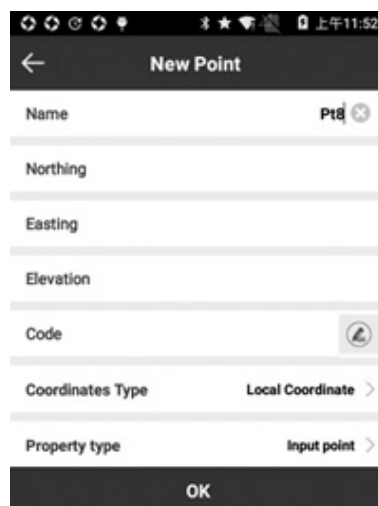 上午11:52
New Point
Name Pt8
Northing
Easting
Elevation
Code
Coordinates Type Local Coordinate
Property type Input point
OK